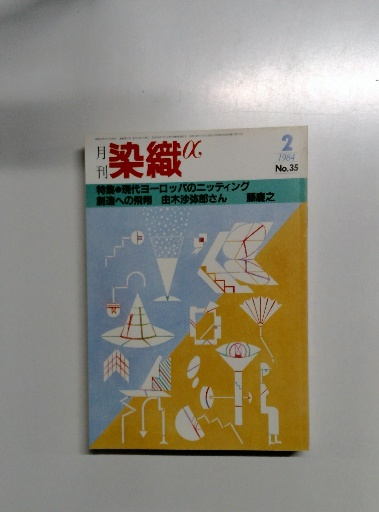 月刊 染織α
2
1984
No.35
特集●現代ヨーロッパのニッティング
創造への飛翔 由木沙弥郎さん 藤慶之